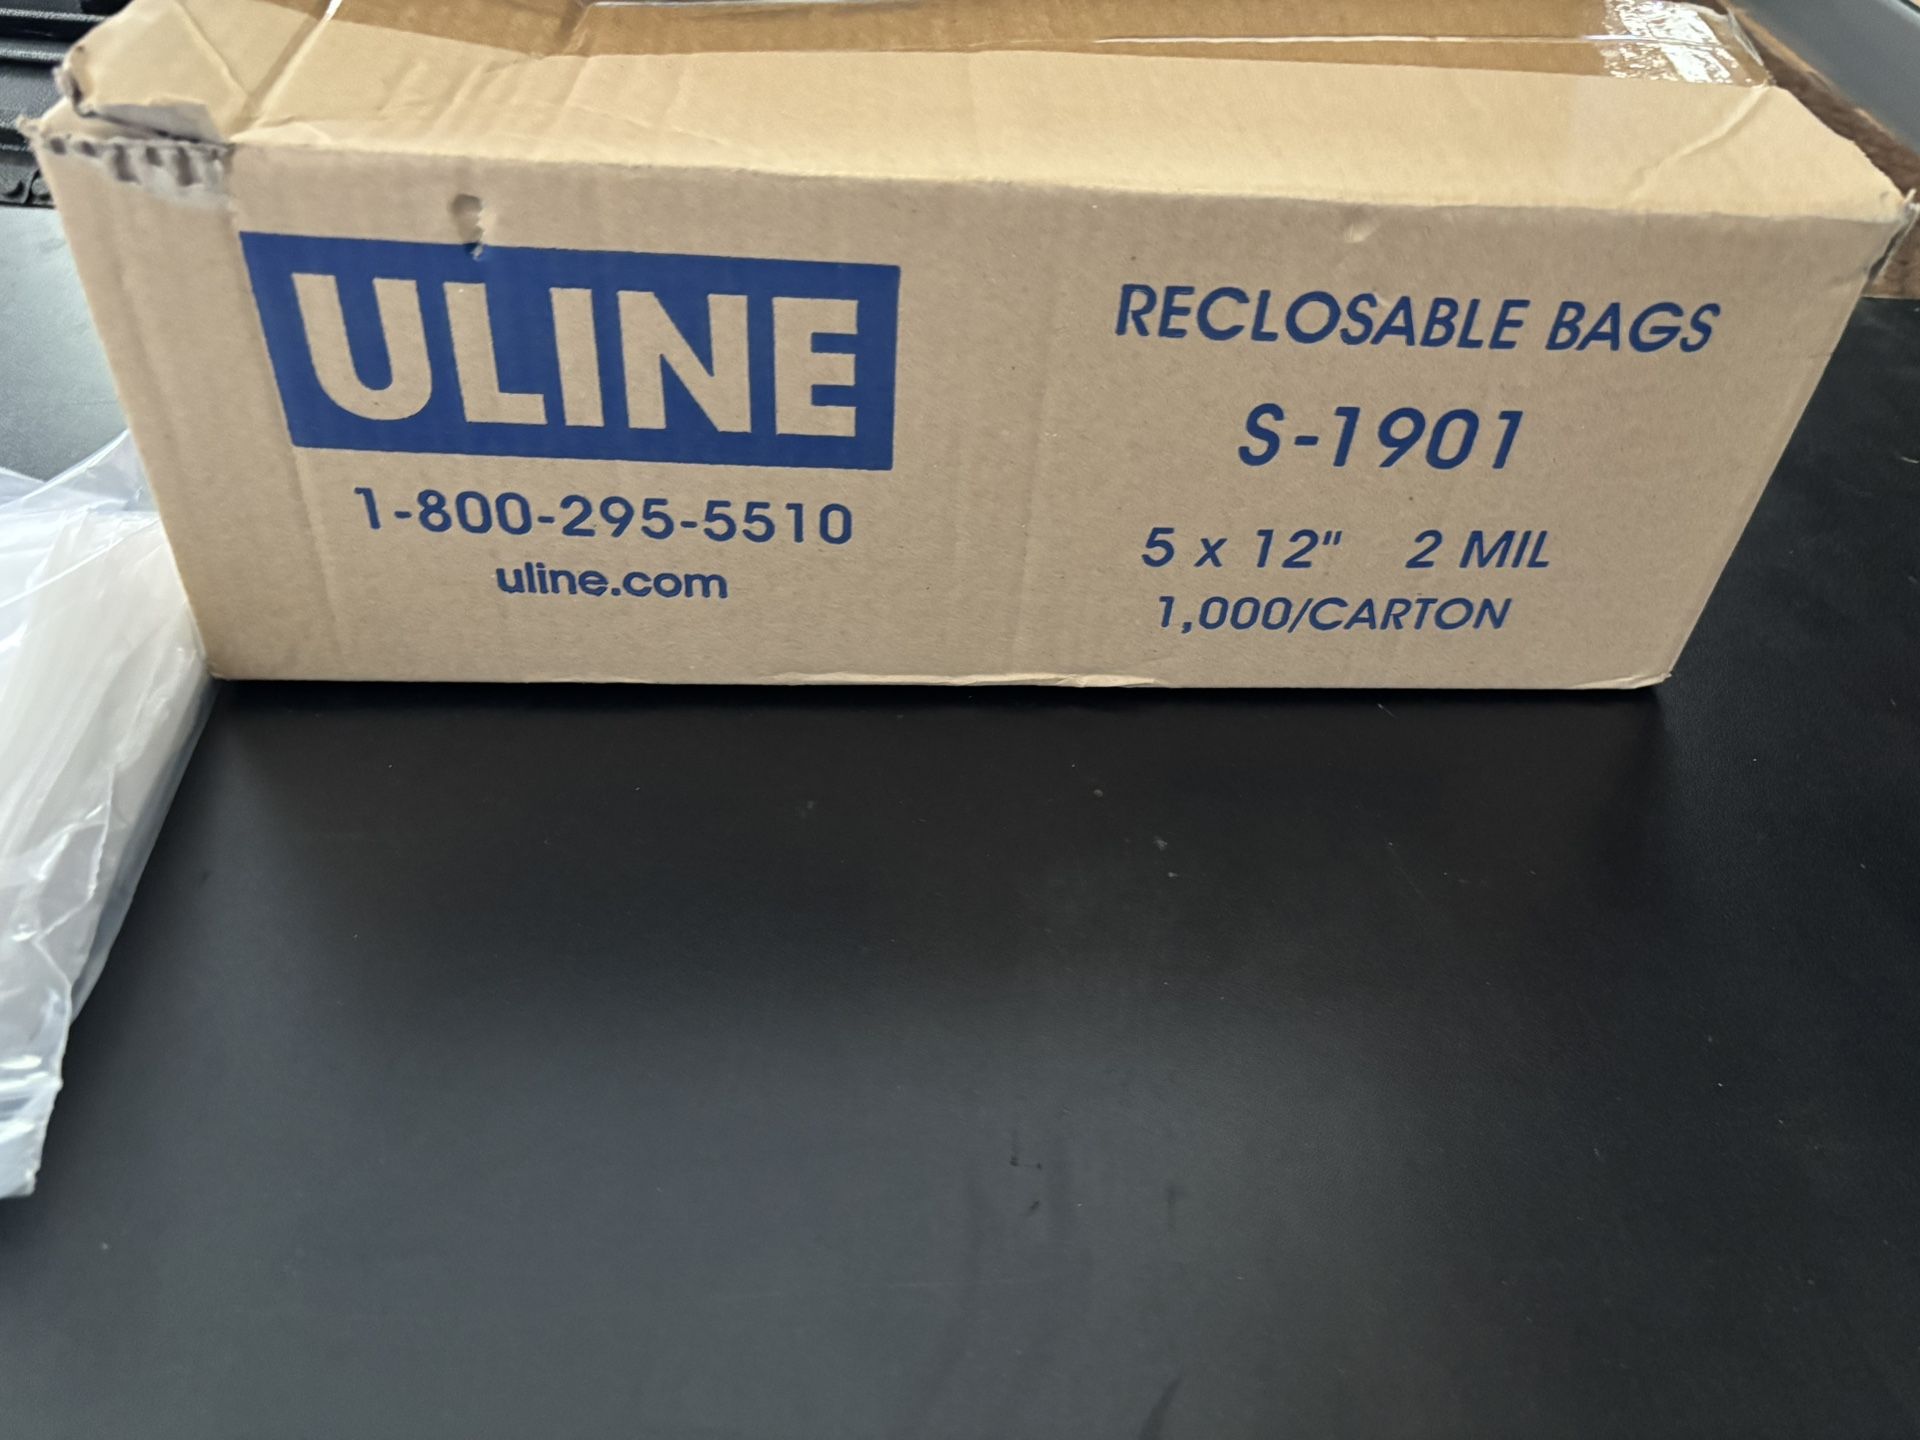 ULINE
1-800-295-5510
uline.com
RECLOSABLE BAGS
S-1901
5 x 12" 2 MIL
1,000/CARTON